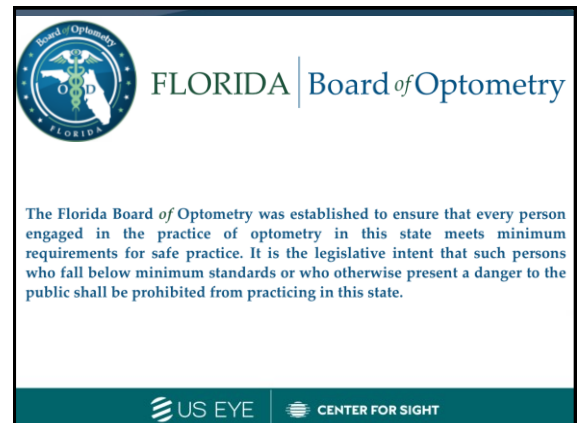 Board of Optometry
O D
FLORIDA
FLORIDA Board of Optometry
The Florida Board of Optometry was established to ensure that every person
engaged in the practice of optometry in this state meets minimum
requirements for safe practice. It is the legislative intent that such persons
who fall below minimum standards or who otherwise present a danger to the
public shall be prohibited from practicing in this state.
US EYE CENTER FOR SIGHT